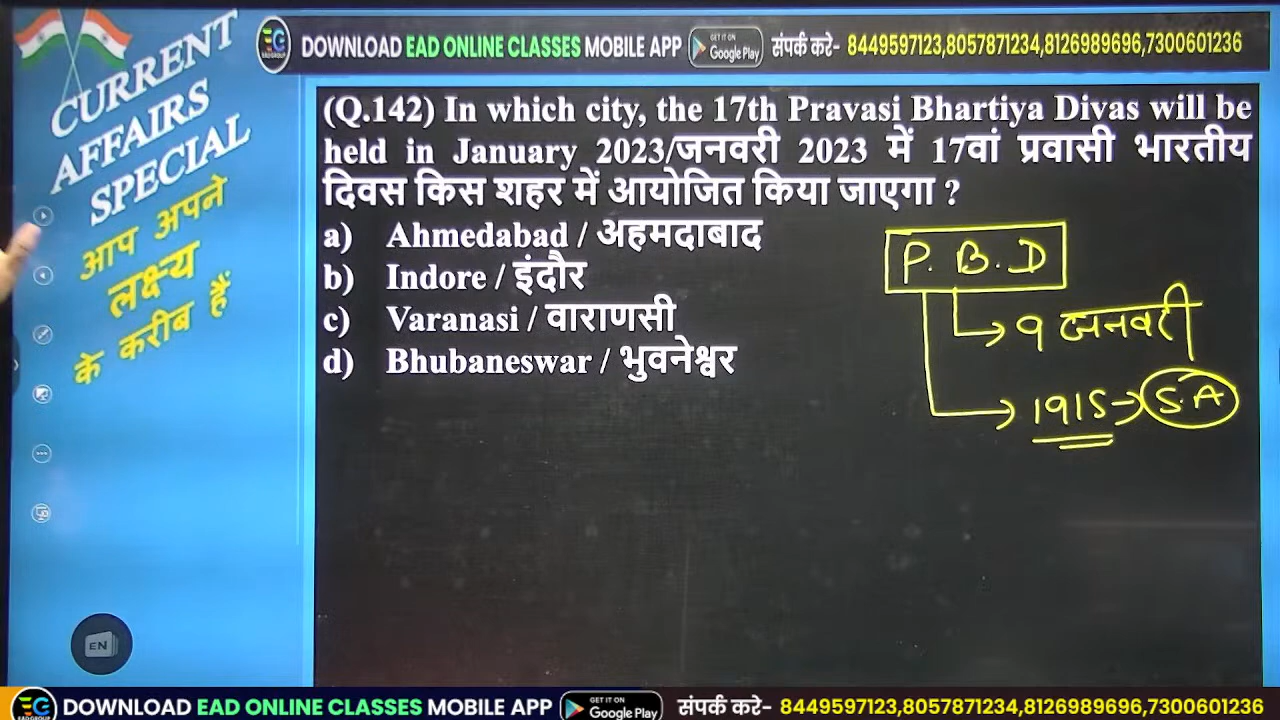 DOWNLOAD EAD ONLINE CLASSES MOBILE APP GET IT ON Google Play संपर्क करे- 8449597123,8057871234,8126989696,7300601236
CURRENT
AFFAIRS
SPECIAL
आप अपने
लक्ष्य
के करीब हैं
(Q.142) In which city, the 17th Pravasi Bhartiya Divas will be
held in January 2023/जनवरी 2023 में 17वां प्रवासी भारतीय
दिवस किस शहर में आयोजित किया जाएगा ?
a) Ahmedabad / अहमदाबाद
b) Indore / इंदौर
c) Varanasi / वाराणसी
d) Bhubaneswar / भुवनेश्वर
P. B. D
9 जनवरी
1915 → S.A
EN
DOWNLOAD EAD ONLINE CLASSES MOBILE APP GET IT ON Google Play संपर्क करे- 8449597123,8057871234,8126989696,7300601236